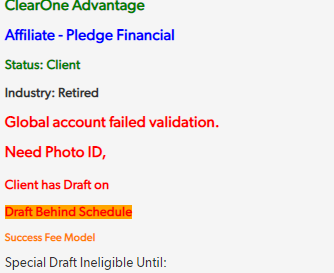 ClearOne Advantage
Affiliate - Pledge Financial
Status: Client
Industry: Retired
Global account failed validation.
Need Photo ID,
Client has Draft on
Draft Behind Schedule
Success Fee Model
Special Draft Ineligible Until: